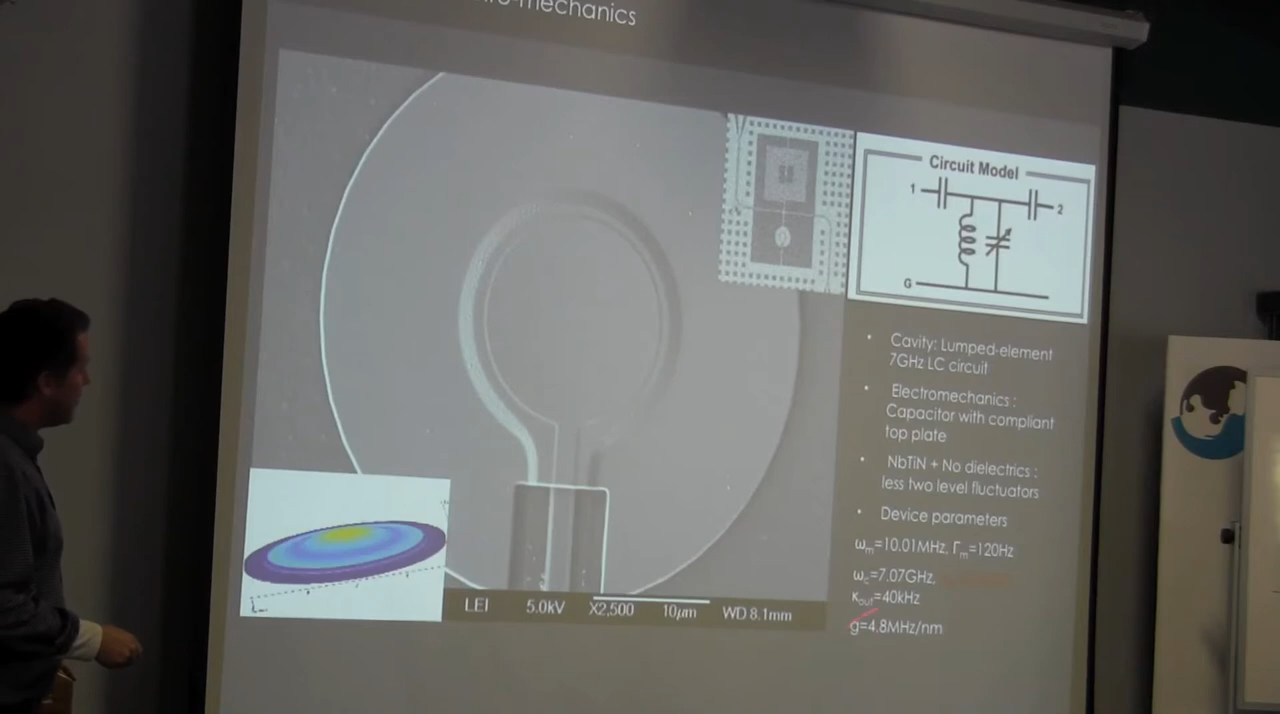 -mechanics
Circuit Model
1
2
G
• Cavity: Lumped-element
7GHz LC circuit
• Electromechanics :
Capacitor with compliant
top plate
• NbTiN + No dielectrics :
less two level fluctuators
• Device parameters
ωm=10.01MHz, Γm=120Hz
ωc=7.07GHz,
κout=40kHz
g=4.8MHz/nm
LEI 5.0kV X2,500 10μm WD 8.1mm